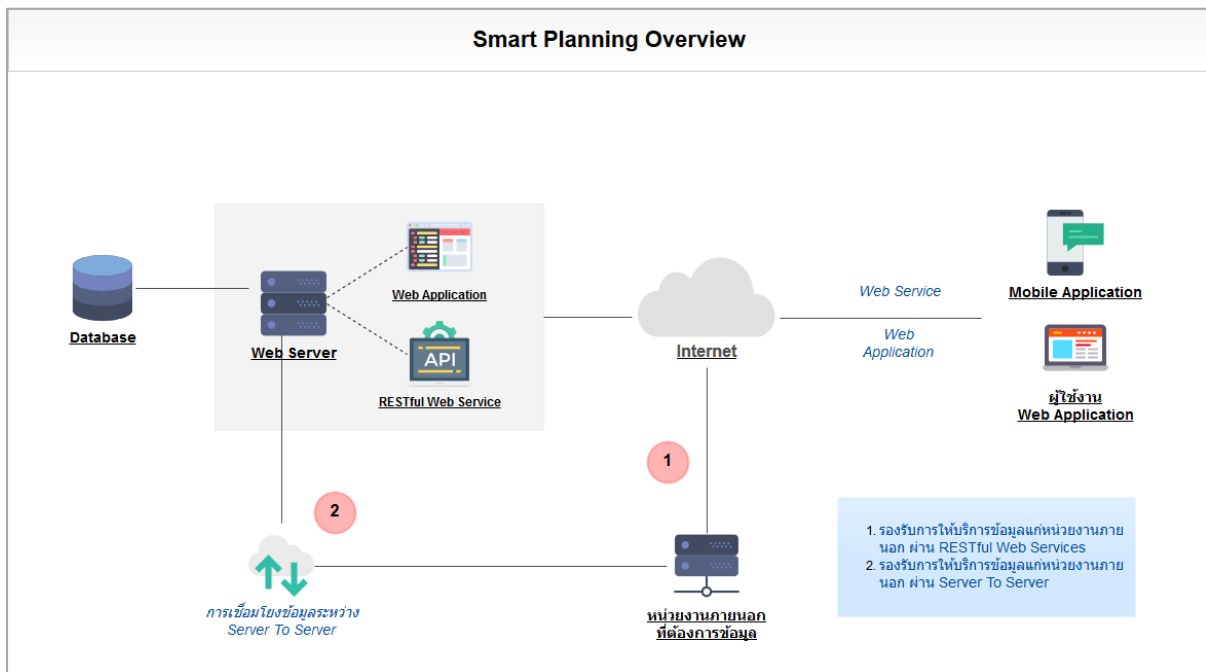 Smart Planning Overview
Database
Web Server
Web Application
API
RESTful Web Service
Internet
Web Service
Web
Application
Mobile Application
ผู้ใช้งาน
Web Application
1
2
การเชื่อมโยงข้อมูลระหว่าง
Server To Server
หน่วยงานภายนอก
ที่ต้องการข้อมูล
1. รองรับการให้บริการข้อมูลแก่หน่วยงานภาย
นอก ผ่าน RESTful Web Services
2. รองรับการให้บริการข้อมูลแก่หน่วยงานภาย
นอก ผ่าน Server To Server